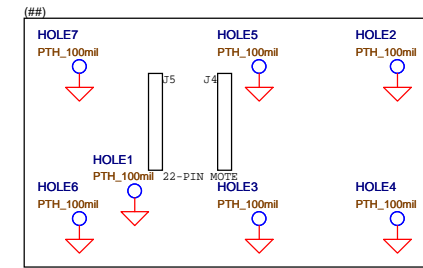 (##)
HOLE7 HOLE5 HOLE2
PTH_100mil PTH_100mil PTH_100mil
J5 J4
HOLE1
PTH_100mil 22-PIN MOTE
HOLE6 HOLE3 HOLE4
PTH_100mil PTH_100mil PTH_100mil